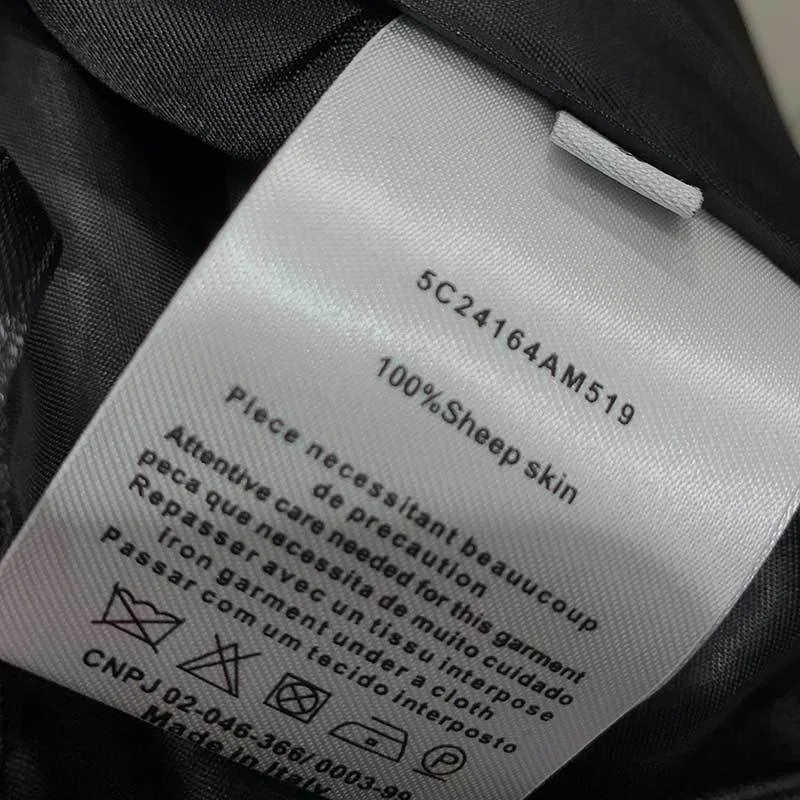 5C24164AM519
100%Sheep skin
Piece necessitant beauucoup
de precaution
Attentive care needed for this garment
peca que necessita de muito cuidado
Repasser avec un tissu interpose
iron garment under a cloth
Passar com um tecido interposto
P
CNPJ 02-046-366/ 0003-99
Made in Italy